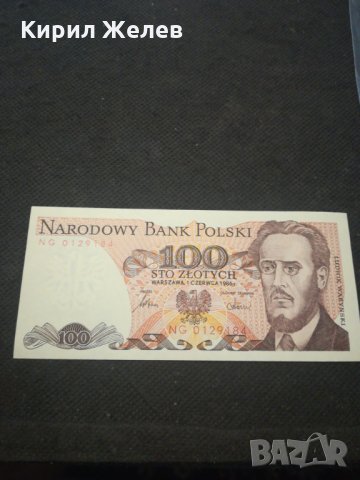 Кирил Желев
NARODOWY BANK POLSKI
NG 0129184
100
STO ZŁOTYCH
WARSZAWA 1 CZERWCA 1986 r.
LUDWIK WARYŃSKI
NG 0129184
100
BAZAR